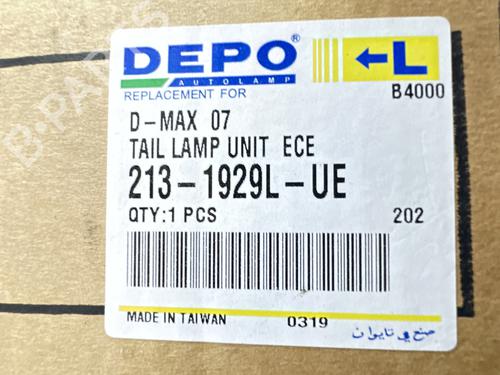 DEPO®
AUTOLAMP
←L
REPLACEMENT FOR
B4000
D-MAX 07
TAIL LAMP UNIT ECE
213-1929L-UE
QTY:1 PCS
202
MADE IN TAIWAN
0319
صنع في تايوان
B-PARTS